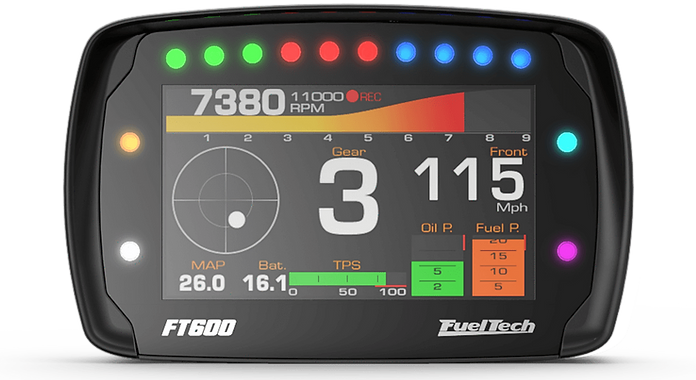 7380 11000 REC
RPM
1 2 3 4 5 6 7 8 9
Gear Front
3 115
Mph
Oil P. Fuel P.
20
15
5 10
2 5
MAP Bat. TPS
26.0 16.1
0 50 100
FT600 FUELTECH